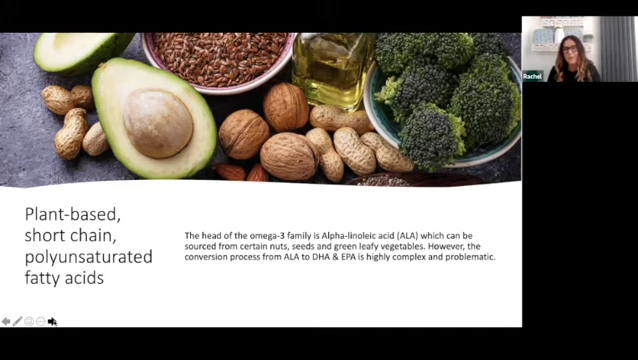 Rachel
Plant-based,
short chain,
polyunsaturated
fatty acids
The head of the omega-3 family is Alpha-linoleic acid (ALA) which can be
sourced from certain nuts, seeds and green leafy vegetables. However, the
conversion process from ALA to DHA & EPA is highly complex and problematic.